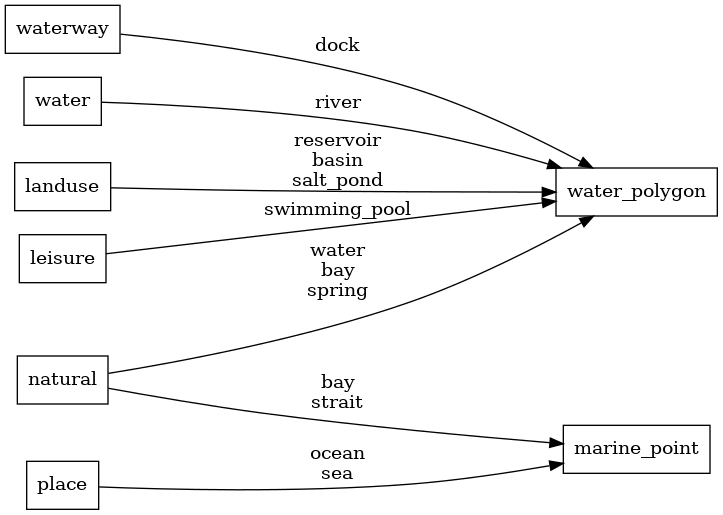 waterway
dock
water
river
reservoir
basin
salt_pond
landuse
water_polygon
swimming_pool
leisure
water
bay
spring
natural
bay
strait
marine_point
ocean
sea
place